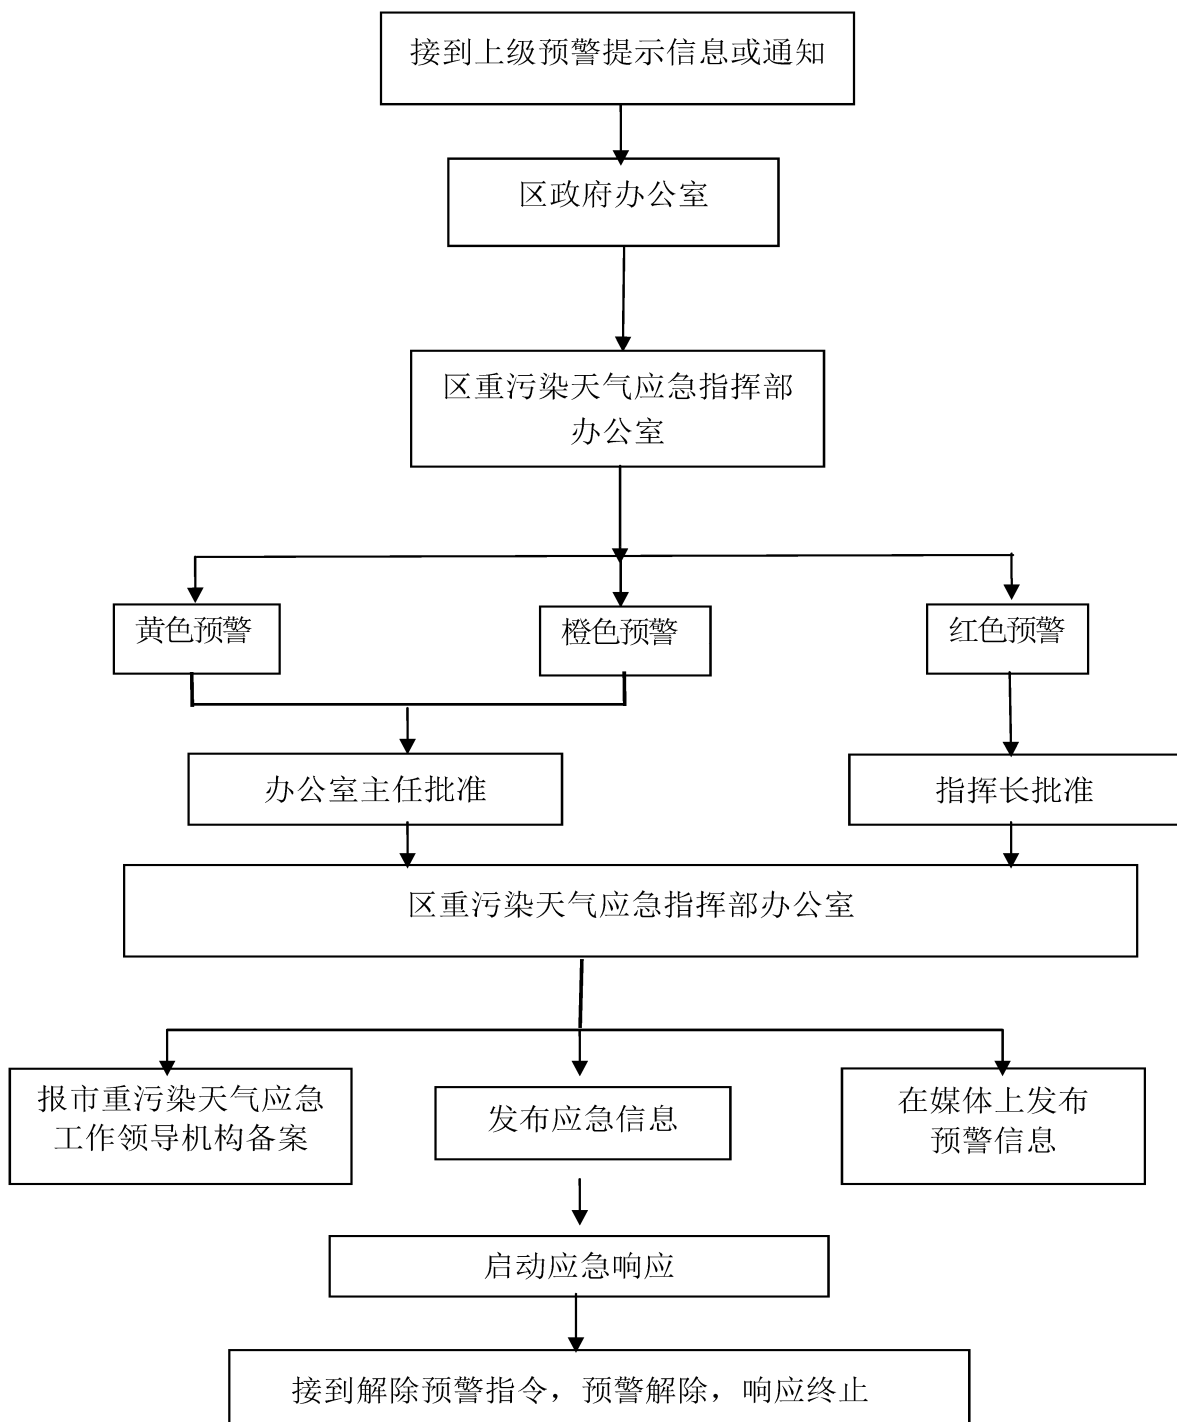 接到上级预警提示信息或通知
区政府办公室
区重污染天气应急指挥部
办公室
黄色预警
橙色预警
红色预警
办公室主任批准
指挥长批准
区重污染天气应急指挥部办公室
报市重污染天气应急
工作领导机构备案
发布应急信息
在媒体上发布
预警信息
启动应急响应
接到解除预警指令，预警解除，响应终止